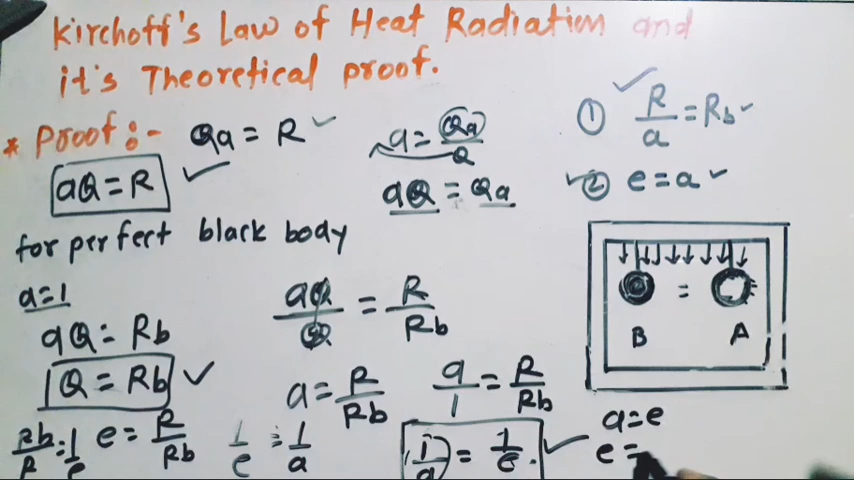 Kirchoff's Law of Heat Radiation and
it's Theoretical proof.
* Proof :- Qa = R
a = Qa/Q
① R/a = Rb
aQ = R
aQ = Qa
② e = a
for perfect black body
a = 1
aQ = Rb
1Q = Rb
aQ/Q = R/Rb
a = R/Rb
a/1 = R/Rb
B = A
Rb/R = 1/e
e = R/Rb
1/e = 1/a
1/a = 1/e.
a = e
e =